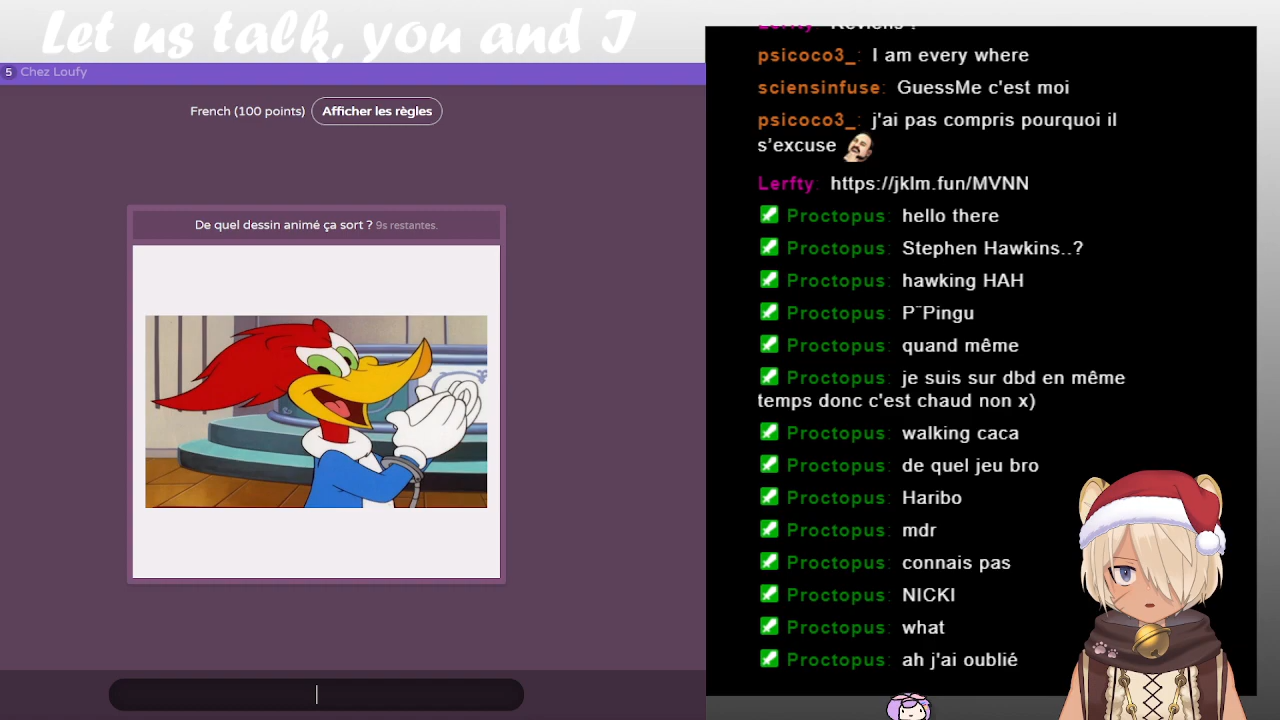 Let us talk, you and I
5 Chez Loufy
French (100 points) Afficher les règles
De quel dessin animé ça sort ? 9s restantes.
psicoco3_: I am every where
sciensinfuse: GuessMe c'est moi
psicoco3_: j'ai pas compris pourquoi il
s'excuse
Lerfty: https://jklm.fun/MVNN
Proctopus: hello there
Proctopus: Stephen Hawkins..?
Proctopus: hawking HAH
Proctopus: P¨Pingu
Proctopus: quand même
Proctopus: je suis sur dbd en même
temps donc c'est chaud non x)
Proctopus: walking caca
Proctopus: de quel jeu bro
Proctopus: Haribo
Proctopus: mdr
Proctopus: connais pas
Proctopus: NICKI
Proctopus: what
Proctopus: ah j'ai oublié